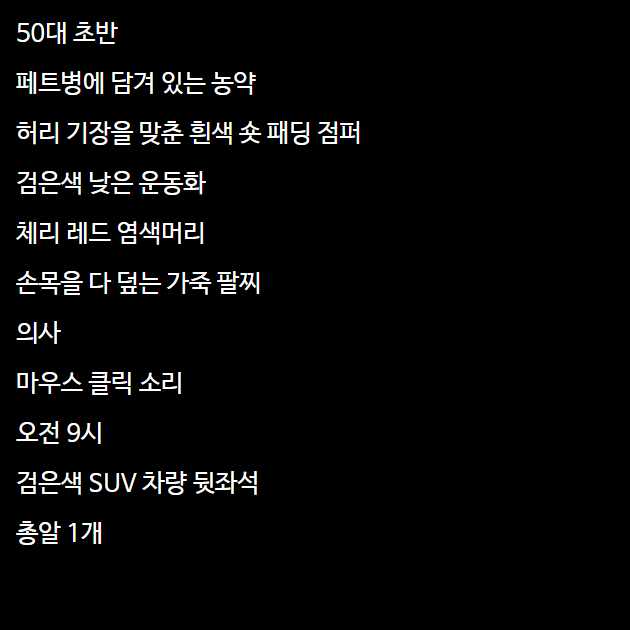 50대 초반
페트병에 담겨 있는 농약
허리 기장을 맞춘 흰색 숏 패딩 점퍼
검은색 낮은 운동화
체리 레드 염색머리
손목을 다 덮는 가죽 팔찌
의사
마우스 클릭 소리
오전 9시
검은색 SUV 차량 뒷좌석
총알 1개